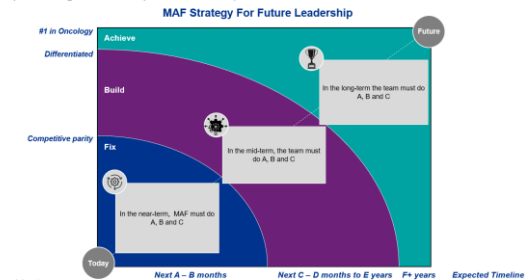 MAF Strategy For Future Leadership
#1 in Oncology
Achieve
Future
Differentiated
In the long-term the team must do
A, B and C
Build
Competitive parity
In the mid-term, the team must
do A, B and C
Fix
In the near-term, MAF must do
A, B and C
Today
Next A – B months
Next C – D months to E years
F+ years
Expected Timeline